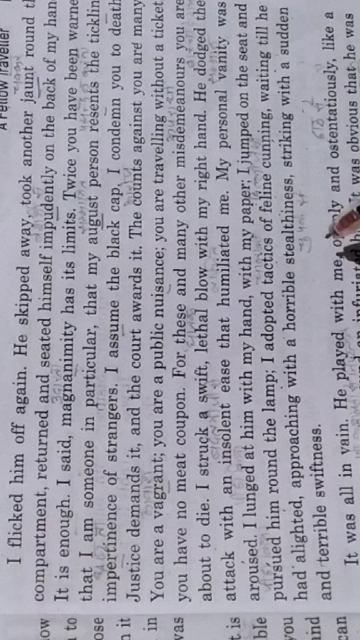 A Fellow Traveller
I flicked him off again. He skipped away, took another jaunt round
compartment, returned and seated himself impudently on the back of my
It is enough. I said, magnanimity has its limits. Twice you have been
that I am someone in particular, that my august person resents the
impertinence of strangers. I assume the black cap. I condemn you to death
Justice demands it, and the court awards it. The counts against you are many
You are a vagrant; you are a public nuisance; you are travelling without a ticket
you have no meat coupon. For these and many other misdemeanors you are
about to die. I struck a swift, lethal blow with my right hand. He dodged the
attack with an insolent ease that humiliated me. My personal vanity was
aroused. I lunged at him with my hand, with my paper; I jumped on the seat and
pursued him round the lamp; I adopted tactics of feline cunning, waiting till he
had alighted, approaching with a horrible stealthiness, striking with a sudden
and terrible swiftness.
It was all in vain. He played with me, and ostentatiously, like a
was obvious that he was